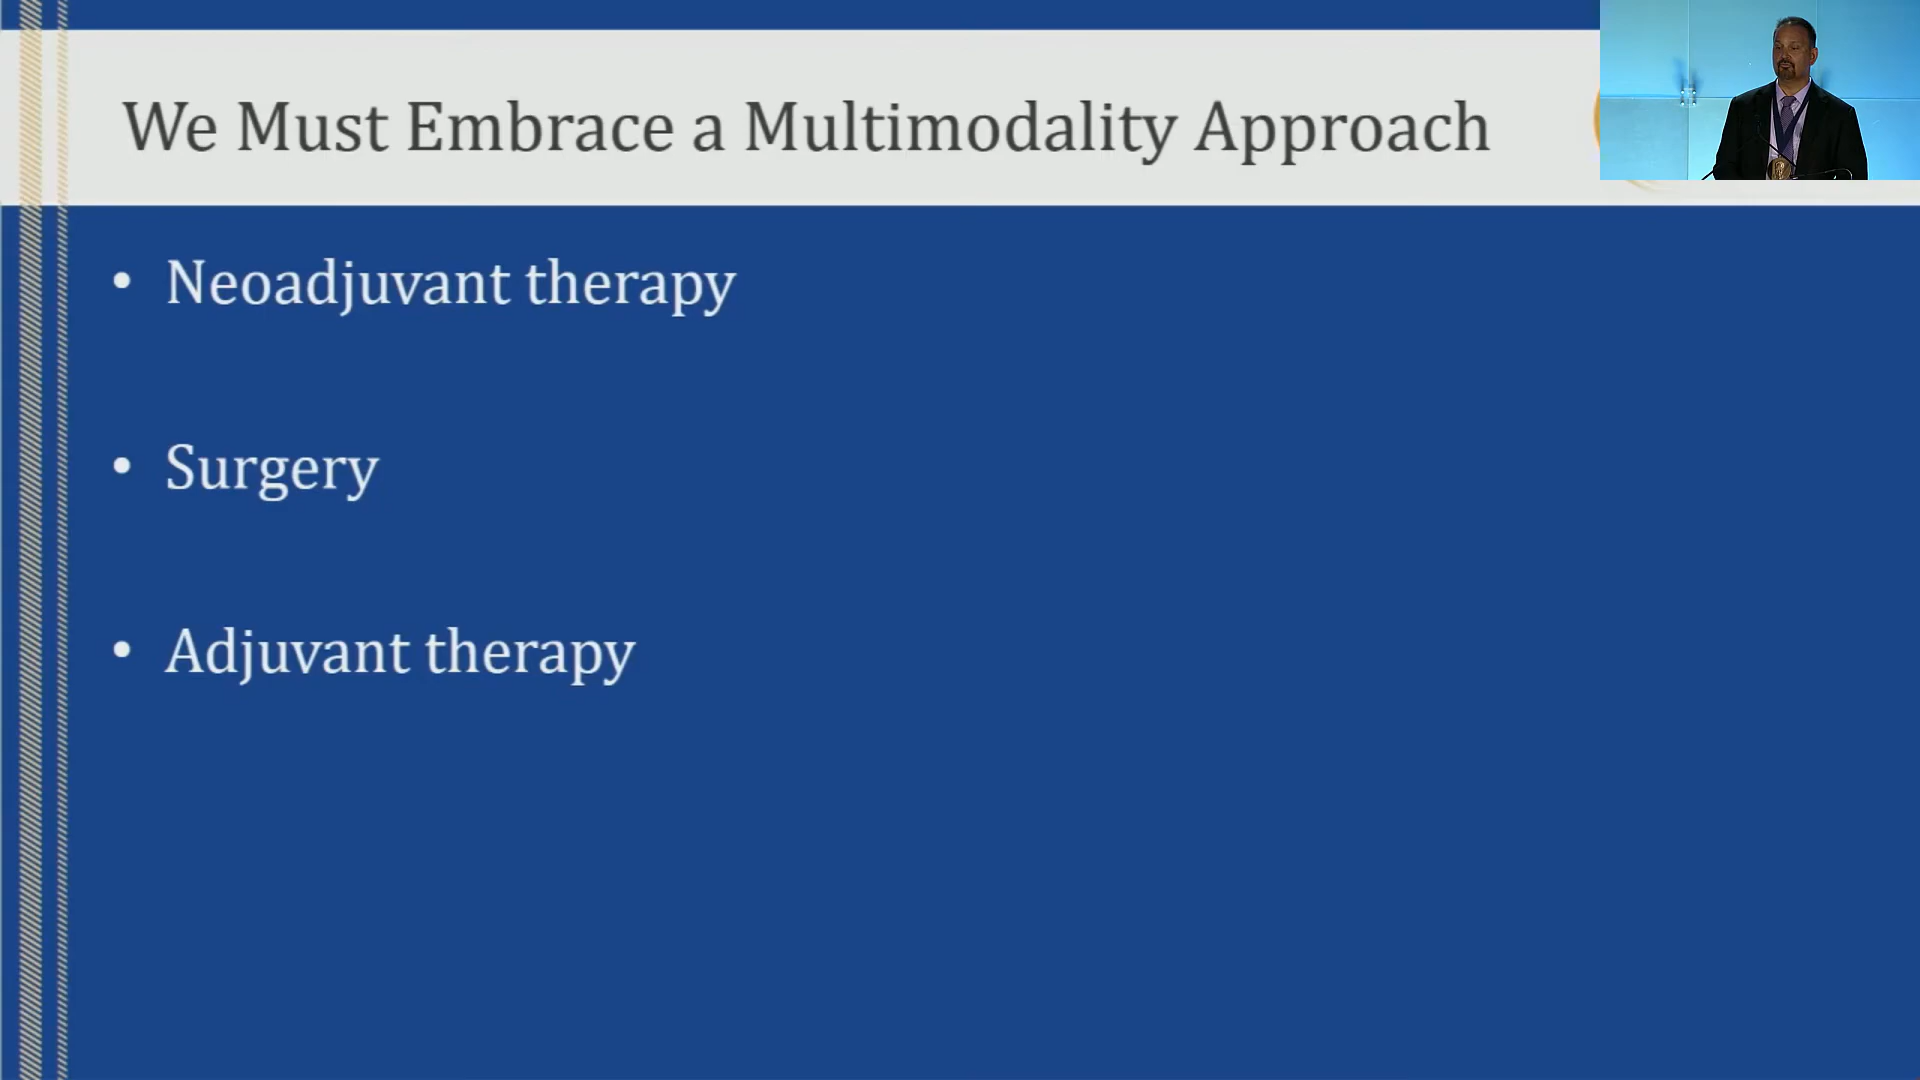 We Must Embrace a Multimodality Approach
• Neoadjuvant therapy
• Surgery
• Adjuvant therapy